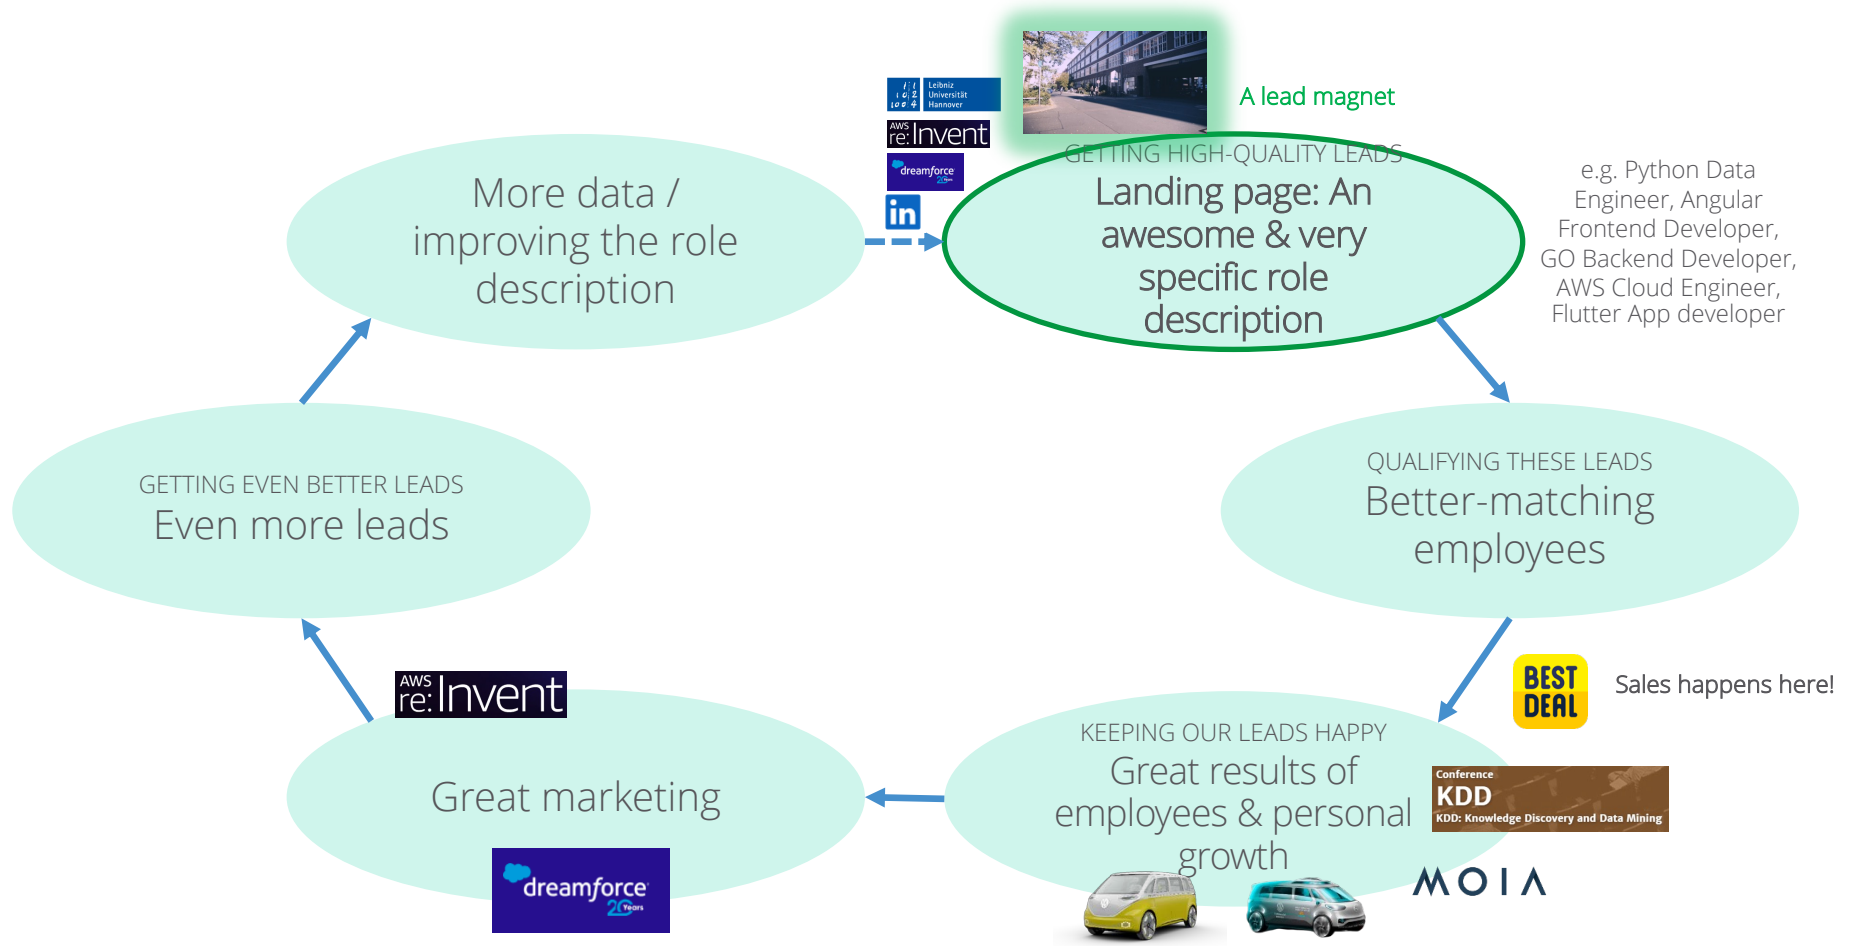 Leibniz
Universität
Hannover
AWS
re:Invent
dreamforce
20 Years
in
A lead magnet
GETTING HIGH-QUALITY LEADS
Landing page: An
awesome & very
specific role
description
e.g. Python Data
Engineer, Angular
Frontend Developer,
GO Backend Developer,
AWS Cloud Engineer,
Flutter App developer
More data /
improving the role
description
QUALIFYING THESE LEADS
Better-matching
employees
GETTING EVEN BETTER LEADS
Even more leads
BEST
DEAL
Sales happens here!
KEEPING OUR LEADS HAPPY
Great results of
employees & personal
growth
Conference
KDD
KDD: Knowledge Discovery and Data Mining
MOIA
AWS
re:Invent
Great marketing
dreamforce
20 Years